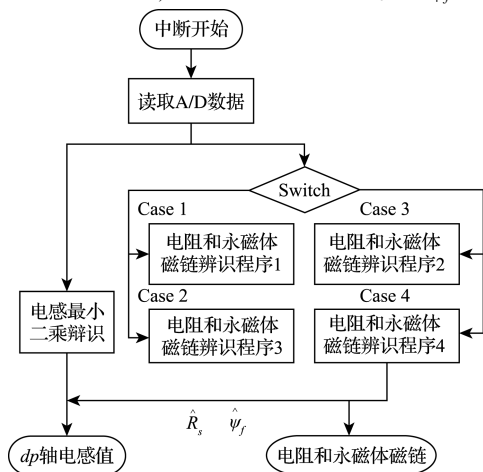 中断开始
读取A/D数据
Switch
Case 1
Case 3
电阻和永磁体
磁链辨识程序1
电阻和永磁体
磁链辨识程序2
电感最小
二乘辩识
Case 2
Case 4
电阻和永磁体
磁链辨识程序3
电阻和永磁体
磁链辨识程序4
R̂s ψ̂f
dp轴电感值
电阻和永磁体磁链